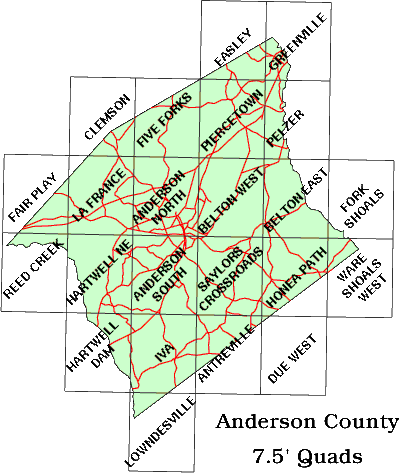 EASLEY
GREENVILLE
CLEMSON
FIVE FORKS
PIERCETOWN
PELZER
FAIR PLAY
LA FRANCE
ANDERSON
NORTH
BELTON WEST
BELTON EAST
FORK
SHOALS
REED CREEK
HARTWELL NE
ANDERSON
SOUTH
SAYLORS
CROSSROADS
HONEA PATH
WARE
SHOALS
WEST
HARTWELL
DAM
IVA
ANTREVILLE
DUE WEST
LOWNDESVILLE
Anderson County
7.5' Quads